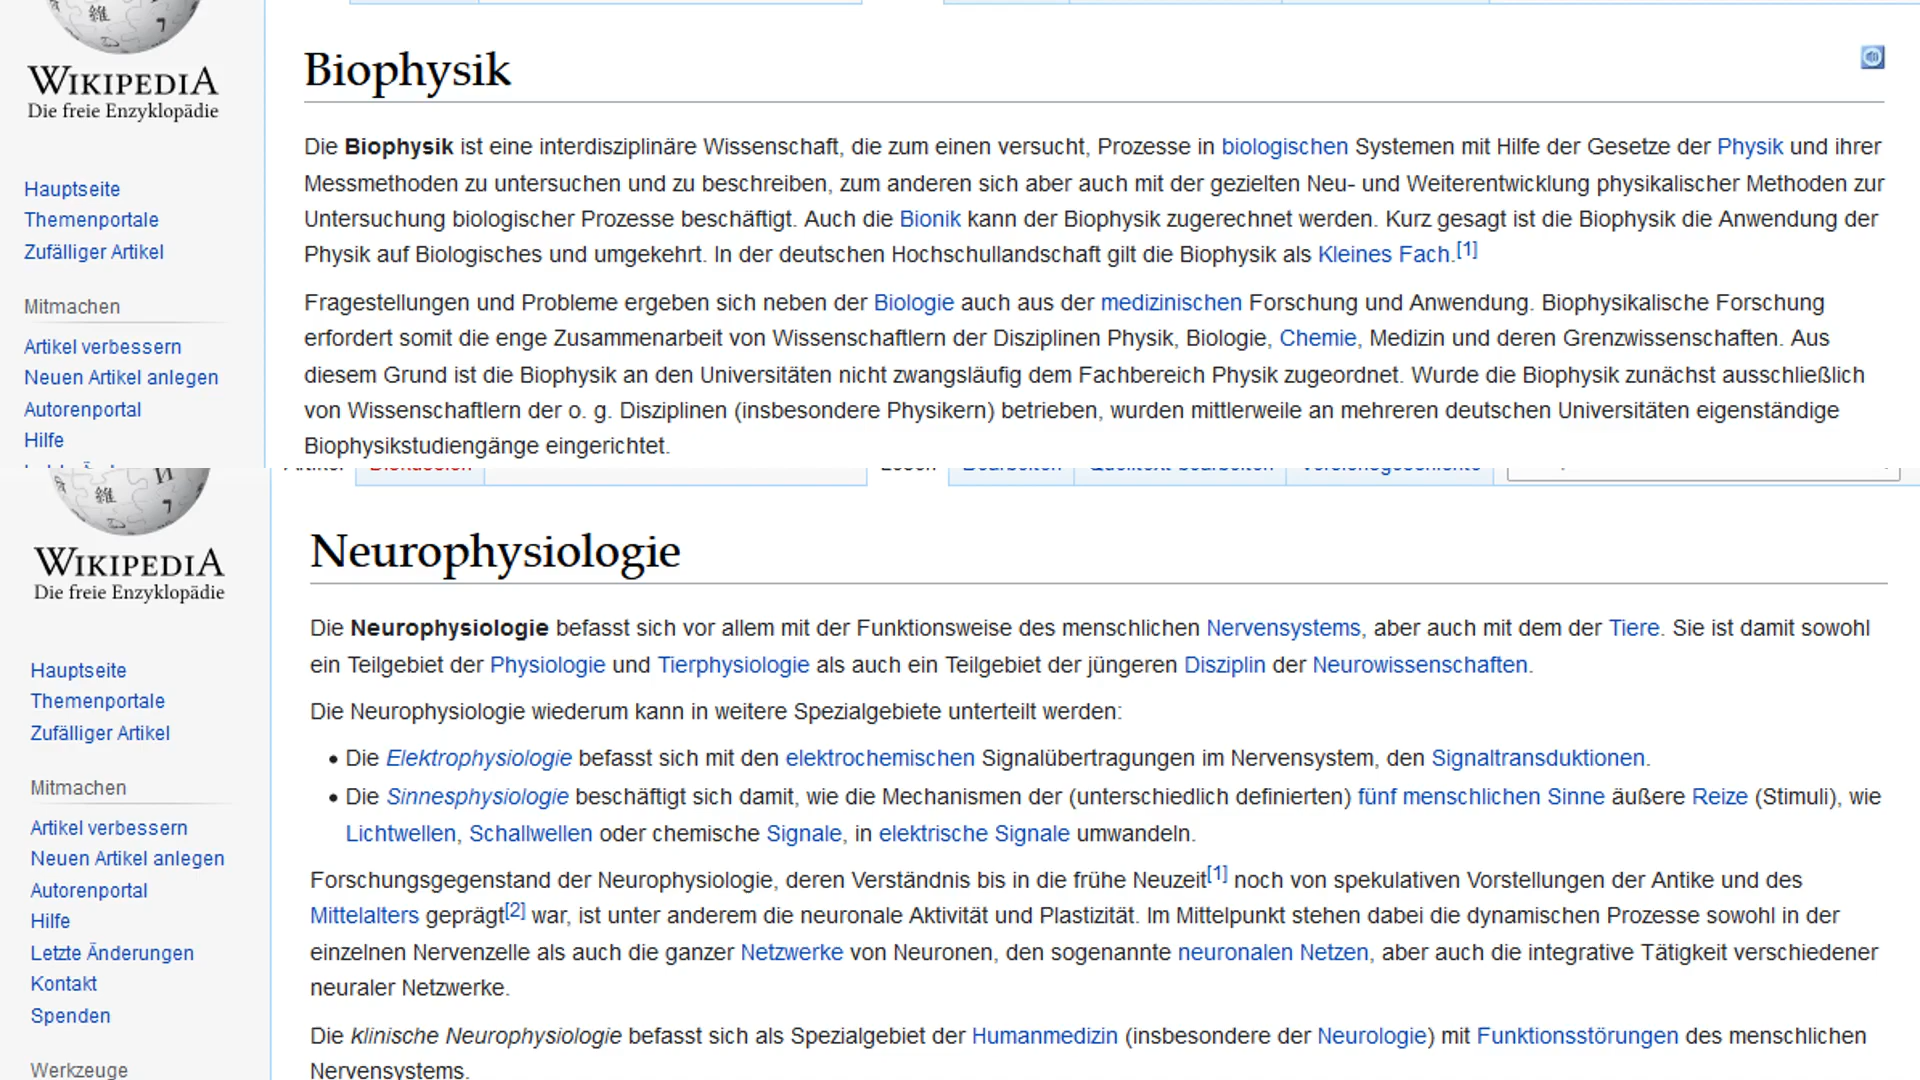 WIKIPEDIA
Die freie Enzyklopädie
Hauptseite
Themenportale
Zufälliger Artikel
Mitmachen
Artikel verbessern
Neuen Artikel anlegen
Autorenportal
Hilfe
Biophysik
Die Biophysik ist eine interdisziplinäre Wissenschaft, die zum einen versucht, Prozesse in biologischen Systemen mit Hilfe der Gesetze der Physik und ihrer
Messmethoden zu untersuchen und zu beschreiben, zum anderen sich aber auch mit der gezielten Neu- und Weiterentwicklung physikalischer Methoden zur
Untersuchung biologischer Prozesse beschäftigt. Auch die Bionik kann der Biophysik zugerechnet werden. Kurz gesagt ist die Biophysik die Anwendung der
Physik auf Biologisches und umgekehrt. In der deutschen Hochschullandschaft gilt die Biophysik als Kleines Fach.[1]
Fragestellungen und Probleme ergeben sich neben der Biologie auch aus der medizinischen Forschung und Anwendung. Biophysikalische Forschung
erfordert somit die enge Zusammenarbeit von Wissenschaftlern der Disziplinen Physik, Biologie, Chemie, Medizin und deren Grenzwissenschaften. Aus
diesem Grund ist die Biophysik an den Universitäten nicht zwangsläufig dem Fachbereich Physik zugeordnet. Wurde die Biophysik zunächst ausschließlich
von Wissenschaftlern der o. g. Disziplinen (insbesondere Physikern) betrieben, wurden mittlerweile an mehreren deutschen Universitäten eigenständige
Biophysikstudiengänge eingerichtet.
WIKIPEDIA
Die freie Enzyklopädie
Hauptseite
Themenportale
Zufälliger Artikel
Mitmachen
Artikel verbessern
Neuen Artikel anlegen
Autorenportal
Hilfe
Letzte Änderungen
Kontakt
Spenden
Werkzeuge
Neurophysiologie
Die Neurophysiologie befasst sich vor allem mit der Funktionsweise des menschlichen Nervensystems, aber auch mit dem der Tiere. Sie ist damit sowohl
ein Teilgebiet der Physiologie und Tierphysiologie als auch ein Teilgebiet der jüngeren Disziplin der Neurowissenschaften.
Die Neurophysiologie wiederum kann in weitere Spezialgebiete unterteilt werden:
• Die Elektrophysiologie befasst sich mit den elektrochemischen Signalübertragungen im Nervensystem, den Signaltransduktionen.
• Die Sinnesphysiologie beschäftigt sich damit, wie die Mechanismen der (unterschiedlich definierten) fünf menschlichen Sinne äußere Reize (Stimuli), wie
Lichtwellen, Schallwellen oder chemische Signale, in elektrische Signale umwandeln.
Forschungsgegenstand der Neurophysiologie, deren Verständnis bis in die frühe Neuzeit[1] noch von spekulativen Vorstellungen der Antike und des
Mittelalters geprägt[2] war, ist unter anderem die neuronale Aktivität und Plastizität. Im Mittelpunkt stehen dabei die dynamischen Prozesse sowohl in der
einzelnen Nervenzelle als auch die ganzer Netzwerke von Neuronen, den sogenannte neuronalen Netzen, aber auch die integrative Tätigkeit verschiedener
neuraler Netzwerke.
Die klinische Neurophysiologie befasst sich als Spezialgebiet der Humanmedizin (insbesondere der Neurologie) mit Funktionsstörungen des menschlichen
Nervensystems.